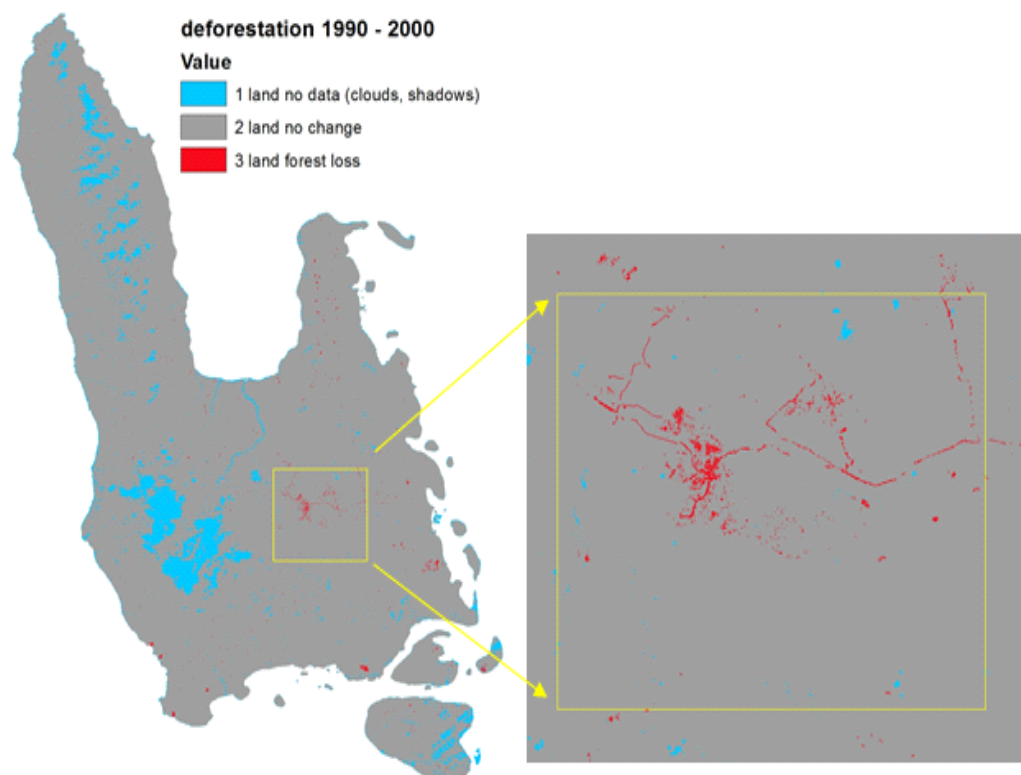 deforestation 1990 - 2000
Value
1 land no data (clouds, shadows)
2 land no change
3 land forest loss